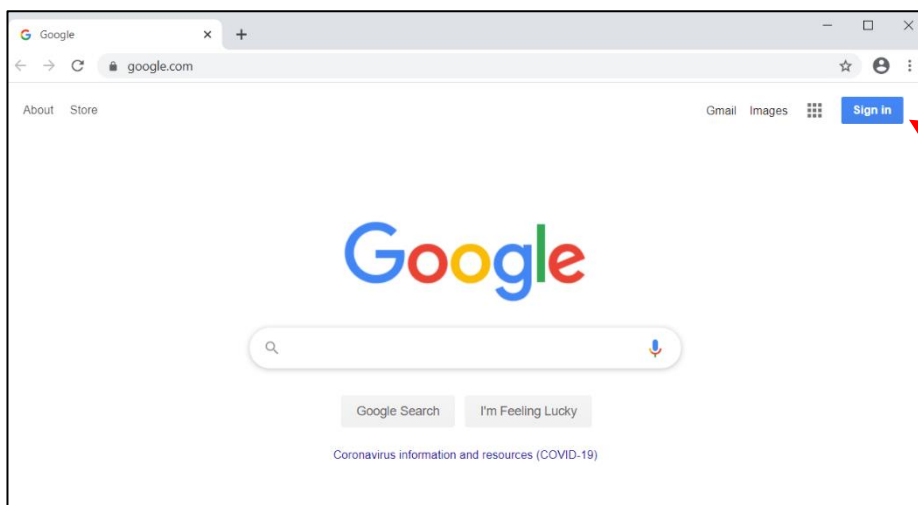 Google
google.com
About Store
Gmail Images
Sign in
Google
Google Search
I'm Feeling Lucky
Coronavirus information and resources (COVID-19)